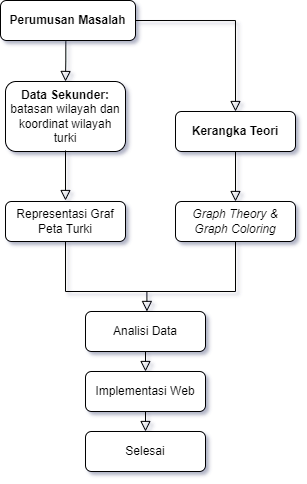 Perumusan Masalah
Data Sekunder:
batasan wilayah dan
koordinat wilayah
turki
Kerangka Teori
Representasi Graf
Peta Turki
Graph Theory &
Graph Coloring
Analisi Data
Implementasi Web
Selesai